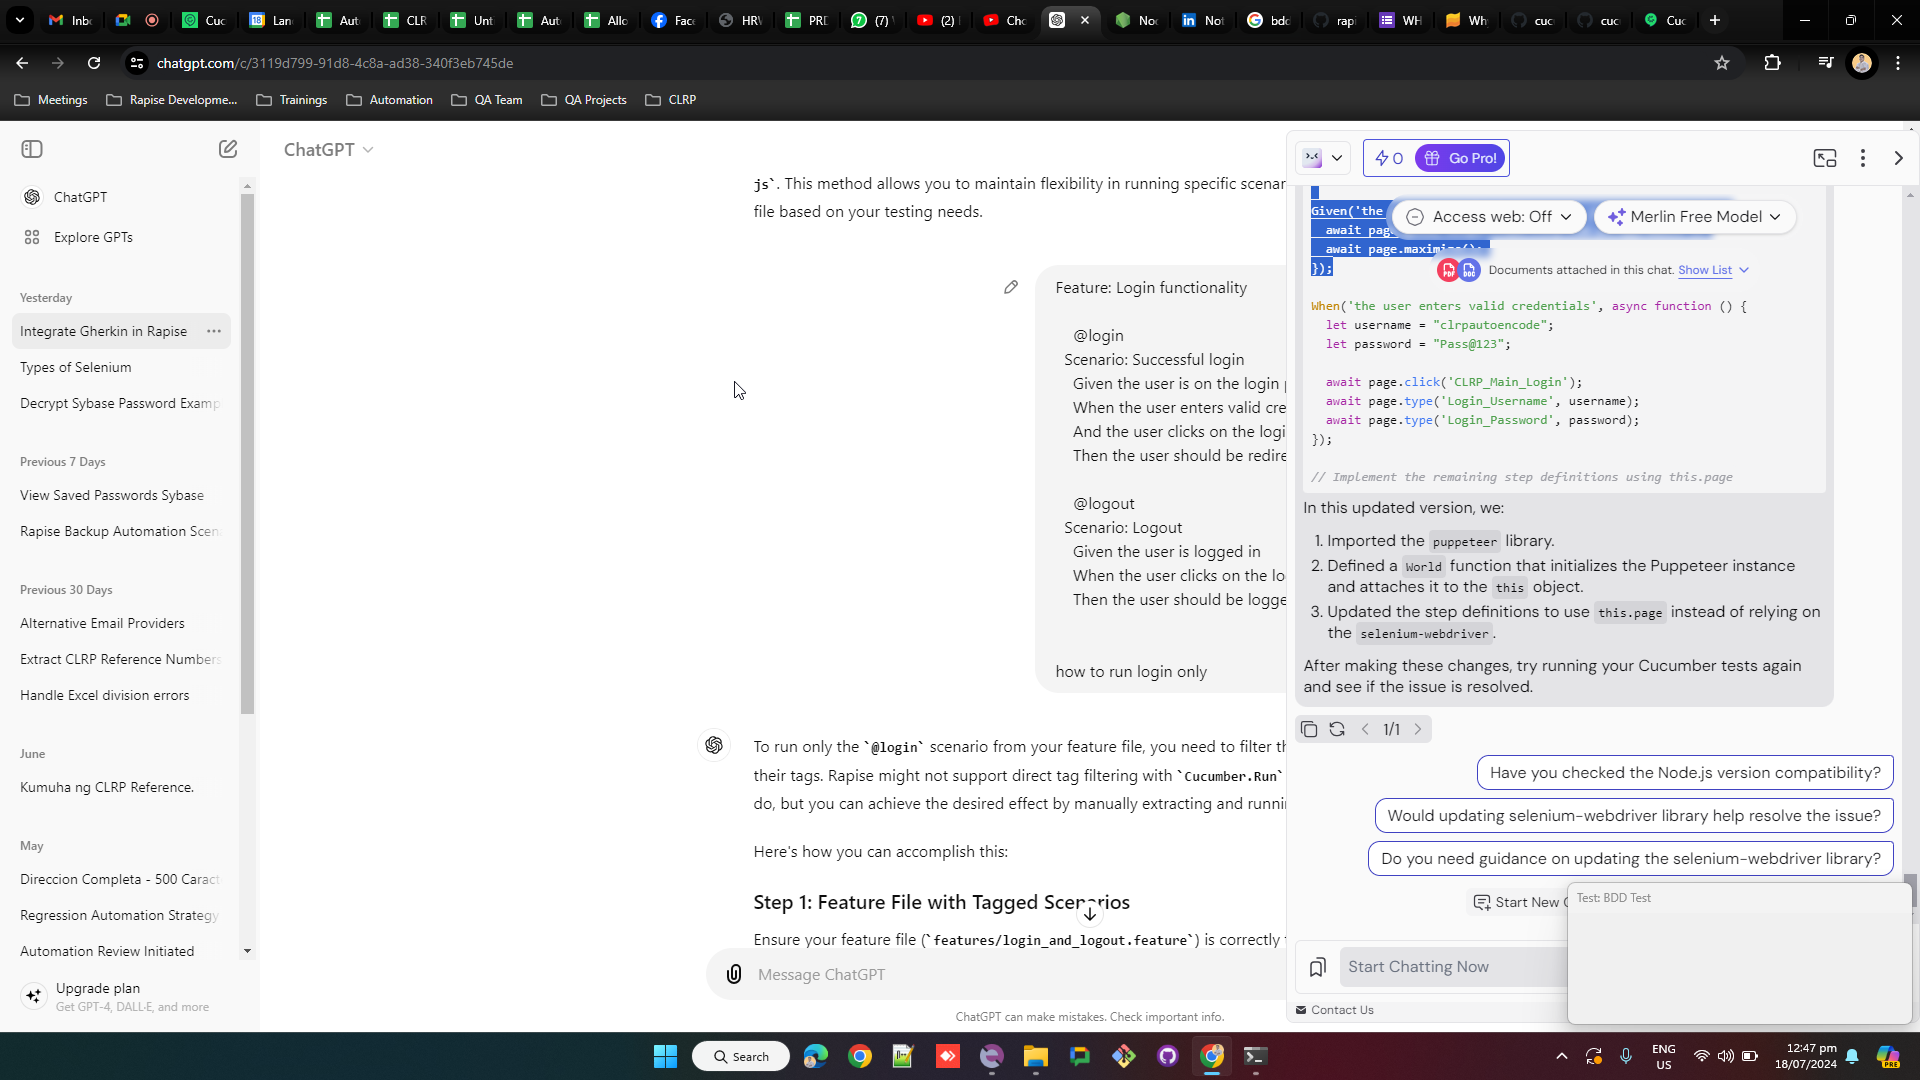 Inbo
Cuc
Lan
Auto
CLR
Unt
Auto
Allo
Face
HRV
PRD
(7)
(2)
Cho
Noc
Not
bdd
rapi
WH
Wh
cuc
cuc
Cuc
chatgpt.com/c/3119d799-91d8-4c8a-ad38-340f3eb745de
Meetings
Rapise Developme...
Trainings
Automation
QA Team
QA Projects
CLRP
ChatGPT
Explore GPTs
Yesterday
Integrate Gherkin in Rapise
Types of Selenium
Decrypt Sybase Password Examp
Previous 7 Days
View Saved Passwords Sybase
Rapise Backup Automation Scen
Previous 30 Days
Alternative Email Providers
Extract CLRP Reference Numbers
Handle Excel division errors
June
Kumuha ng CLRP Reference.
May
Direccion Completa - 500 Caract
Regression Automation Strategy
Automation Review Initiated
Upgrade plan
Get GPT-4, DALL·E, and more
ChatGPT
js`. This method allows you to maintain flexibility in running specific scenar
file based on your testing needs.
Feature: Login functionality
@login
Scenario: Successful login
Given the user is on the login p
When the user enters valid cre
And the user clicks on the logi
Then the user should be redire
@logout
Scenario: Logout
Given the user is logged in
When the user clicks on the lo
Then the user should be logge
how to run login only
To run only the `@login` scenario from your feature file, you need to filter th
their tags. Rapise might not support direct tag filtering with `Cucumber.Run`
do, but you can achieve the desired effect by manually extracting and runni
Here's how you can accomplish this:
Step 1: Feature File with Tagged Scenarios
Ensure your feature file (`features/login_and_logout.feature`) is correctly
Message ChatGPT
ChatGPT can make mistakes. Check important info.
0
Go Pro!
Given('the
Access web: Off
Merlin Free Model
await pag
await page.maximize();
});
Documents attached in this chat. Show List
When('the user enters valid credentials', async function () {
let username = "clrpautoencode";
let password = "Pass@123";
await page.click('CLRP_Main_Login');
await page.type('Login_Username', username);
await page.type('Login_Password', password);
});
// Implement the remaining step definitions using this.page
In this updated version, we:
1. Imported the puppeteer library.
2. Defined a World function that initializes the Puppeteer instance
and attaches it to the this object.
3. Updated the step definitions to use this.page instead of relying on
the selenium-webdriver.
After making these changes, try running your Cucumber tests again
and see if the issue is resolved.
1/1
Have you checked the Node.js version compatibility?
Would updating selenium-webdriver library help resolve the issue?
Do you need guidance on updating the selenium-webdriver library?
Start New C
Test: BDD Test
Start Chatting Now
Contact Us
Search
ENG
US
12:47 pm
18/07/2024